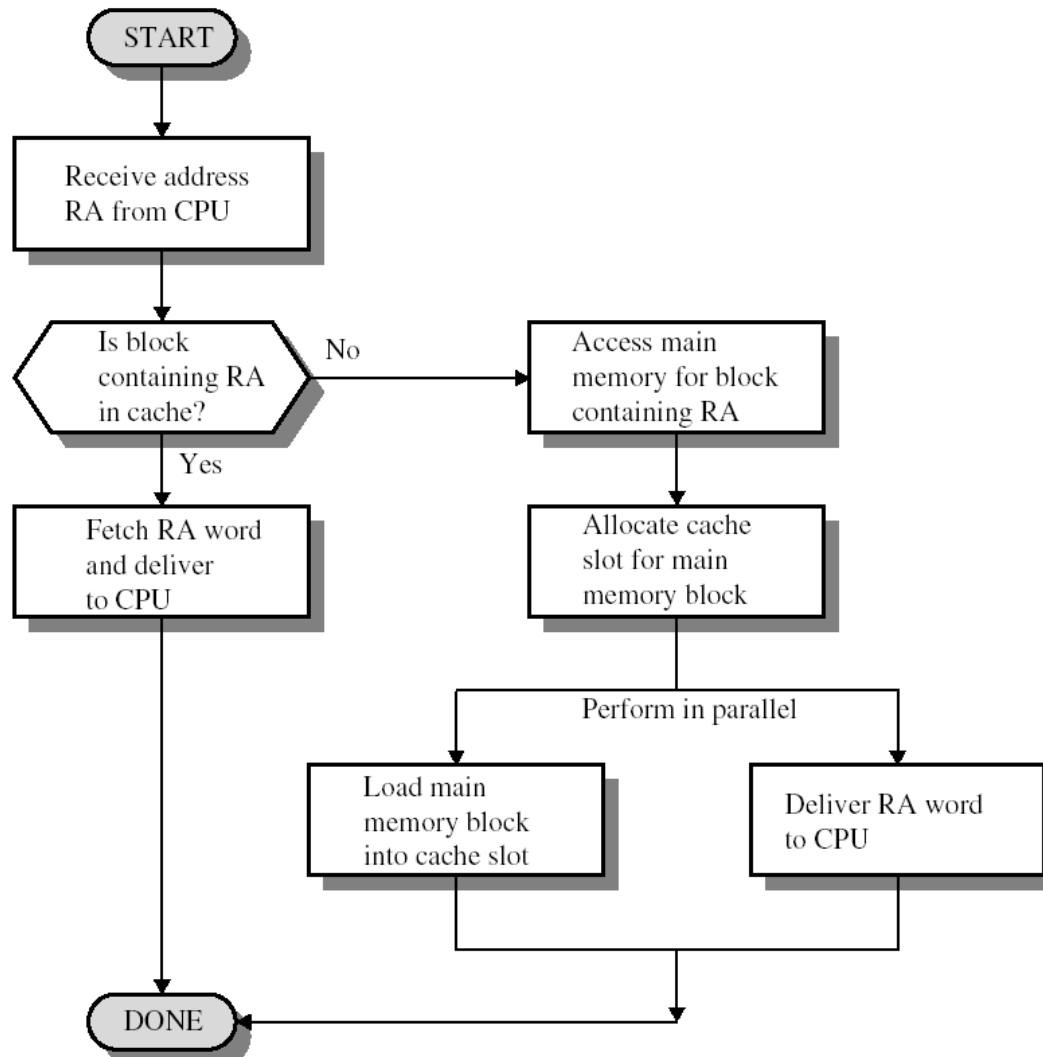 START
Receive address
RA from CPU
Is block
containing RA
in cache?
No
Access main
memory for block
containing RA
Yes
Fetch RA word
and deliver
to CPU
Allocate cache
slot for main
memory block
Perform in parallel
Load main
memory block
into cache slot
Deliver RA word
to CPU
DONE